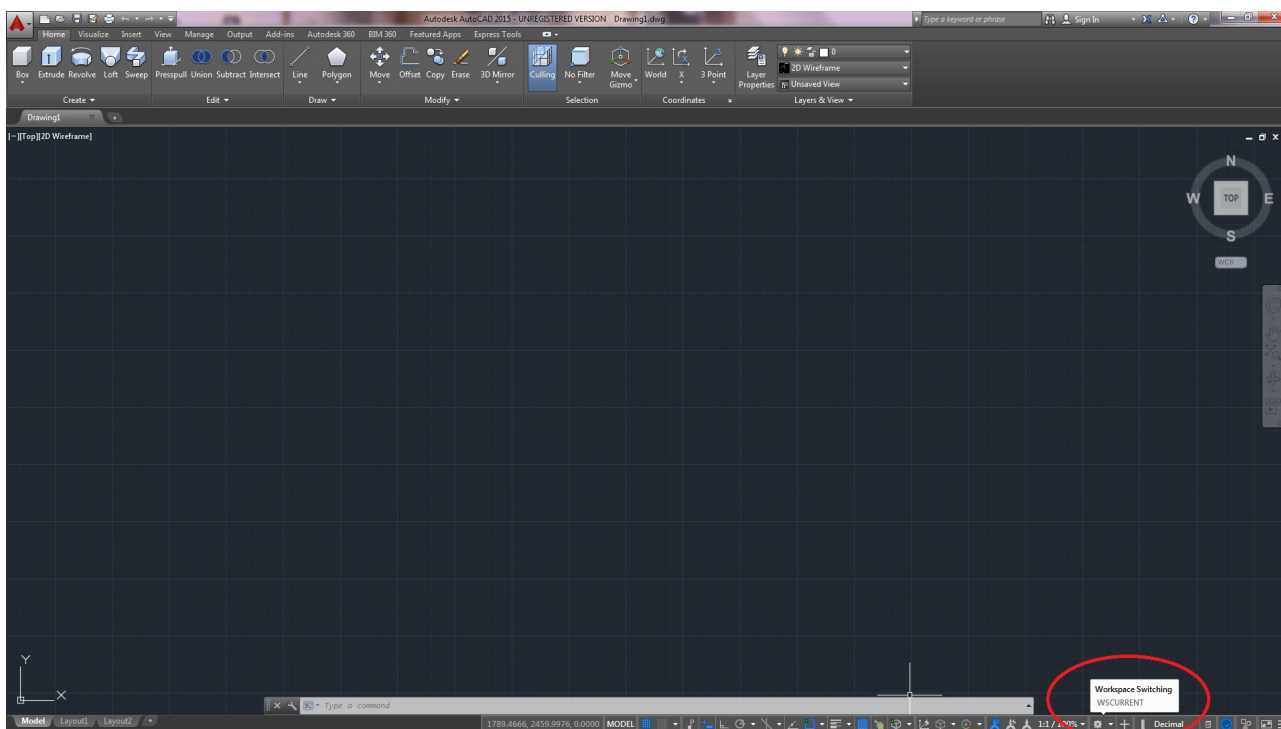 Autodesk AutoCAD 2015 - UNREGISTERED VERSION Drawing1.dwg Type a keyword or phrase Sign In
Home Visualize Insert View Manage Output Add-ins Autodesk 360 BIM 360 Featured Apps Express Tools
Box Extrude Revolve Loft Sweep Presspull Union Subtract Intersect Line Polygon Move Offset Copy Erase 3D Mirror Culling No Filter Move Gizmo World X 3 Point Layer Properties
0
2D Wireframe
Unsaved View
Create Edit Draw Modify Selection Coordinates Layers & View
Drawing1
[−][Top][2D Wireframe]
N
W TOP E
S
WCS
Y
X
Workspace Switching
WSCURRENT
Type a command
Model Layout1 Layout2 +
1789.4666, 2459.9976, 0.0000 MODEL 1:1 / 100% Decimal